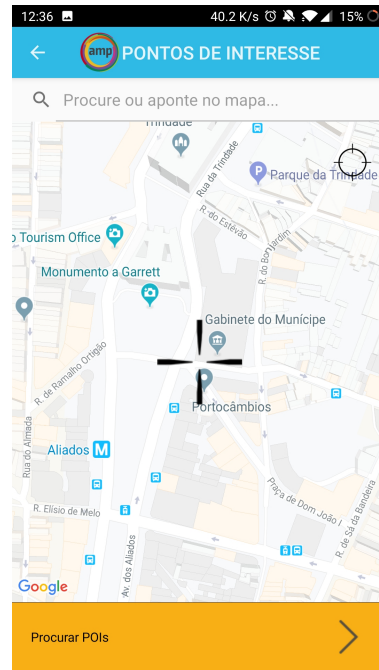 12:36
40.2 K/s
15%
amp
PONTOS DE INTERESSE
Procure ou aponte no mapa...
Trindade
Rua da Trindade
P
Parque da Trindade
R. do Estêvão
R. do Bonjardim
o Tourism Office
Monumento a Garrett
Gabinete do Munícipe
R. de Ramalho Ortigão
Portocâmbios
Rua do Almada
Aliados M
Praça de Dom João I
R. Elísio de Melo
R. de Sá da Bandeira
Av. dos Aliados
Google
Procurar POIs